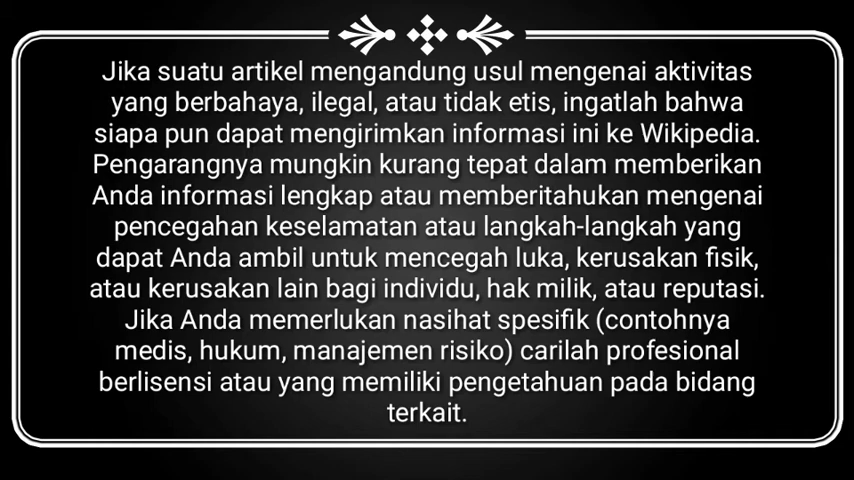 Jika suatu artikel mengandung usul mengenai aktivitas
yang berbahaya, ilegal, atau tidak etis, ingatlah bahwa
siapa pun dapat mengirimkan informasi ini ke Wikipedia.
Pengarangnya mungkin kurang tepat dalam memberikan
Anda informasi lengkap atau memberitahukan mengenai
pencegahan keselamatan atau langkah-langkah yang
dapat Anda ambil untuk mencegah luka, kerusakan fisik,
atau kerusakan lain bagi individu, hak milik, atau reputasi.
Jika Anda memerlukan nasihat spesifik (contohnya
medis, hukum, manajemen risiko) carilah profesional
berlisensi atau yang memiliki pengetahuan pada bidang
terkait.